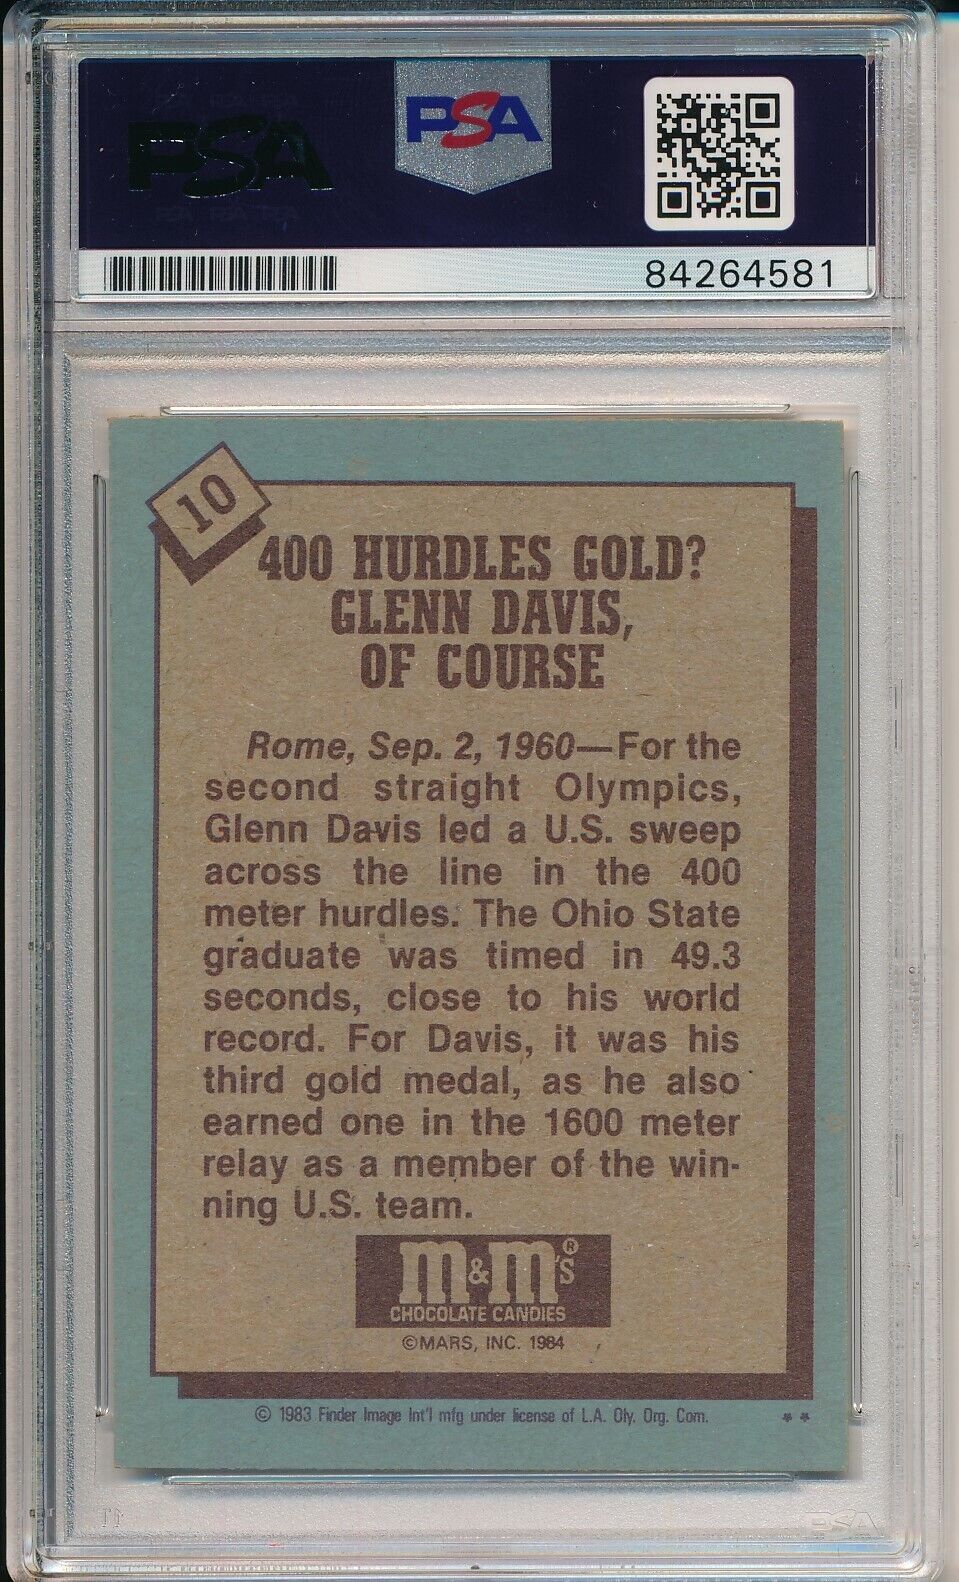 PSA
PSA
84264581
10
400 HURDLES GOLD?
GLENN DAVIS,
OF COURSE
Rome, Sep. 2, 1960—For the
second straight Olympics,
Glenn Davis led a U.S. sweep
across the line in the 400
meter hurdles. The Ohio State
graduate was timed in 49.3
seconds, close to his world
record. For Davis, it was his
third gold medal, as he also
earned one in the 1600 meter
relay as a member of the win-
ning U.S. team.
m&m's®
CHOCOLATE CANDIES
©MARS, INC. 1984
© 1983 Finder Image Int'l mfg under license of L.A. Oly. Org. Com. **
PSA